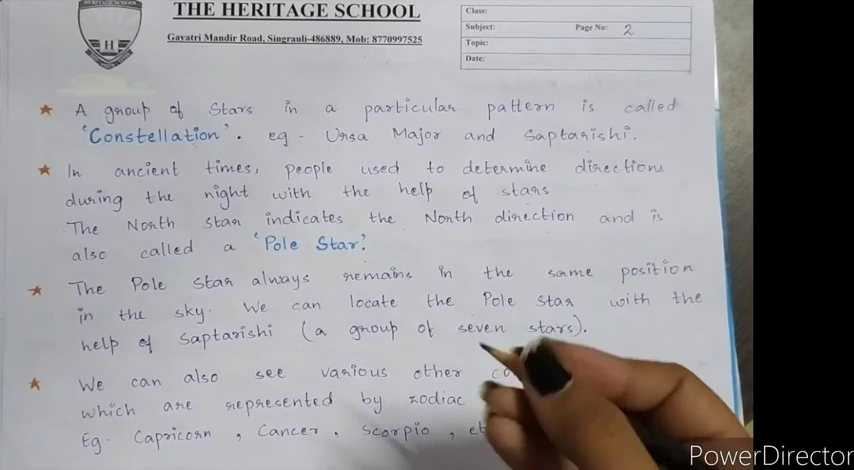 THE HERITAGE SCHOOL
Gayatri Mandir Road, Singrauli-486889, Mob: 8770997525
Class:
Subject: Page No: 2
Topic:
Date:
HERITAGE SCHOOL
H
★ A group of Stars in a particular pattern is called
'Constellation'. eg - Ursa Major and Saptarishi.
★ In ancient times, people used to determine directions
during the night with the help of stars.
The North Star indicates the North direction and is
also called a 'Pole Star'.
★ The Pole Star always remains in the same position
in the sky. We can locate the Pole Star with the
help of Saptarishi (a group of seven stars).
★ We can also see various other
which are represented by zodiac
Eg. Capricorn, Cancer, Scorpio,
PowerDirector